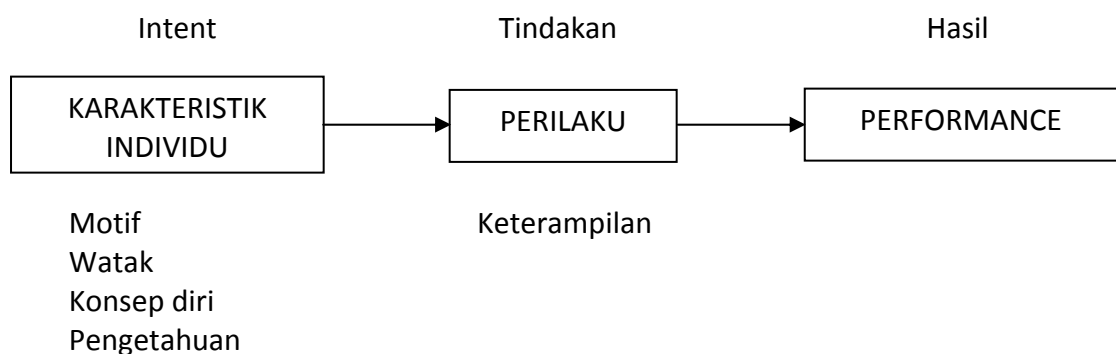 Intent
Tindakan
Hasil
KARAKTERISTIK
INDIVIDU
PERILAKU
PERFORMANCE
Motif
Watak
Konsep diri
Pengetahuan
Keterampilan